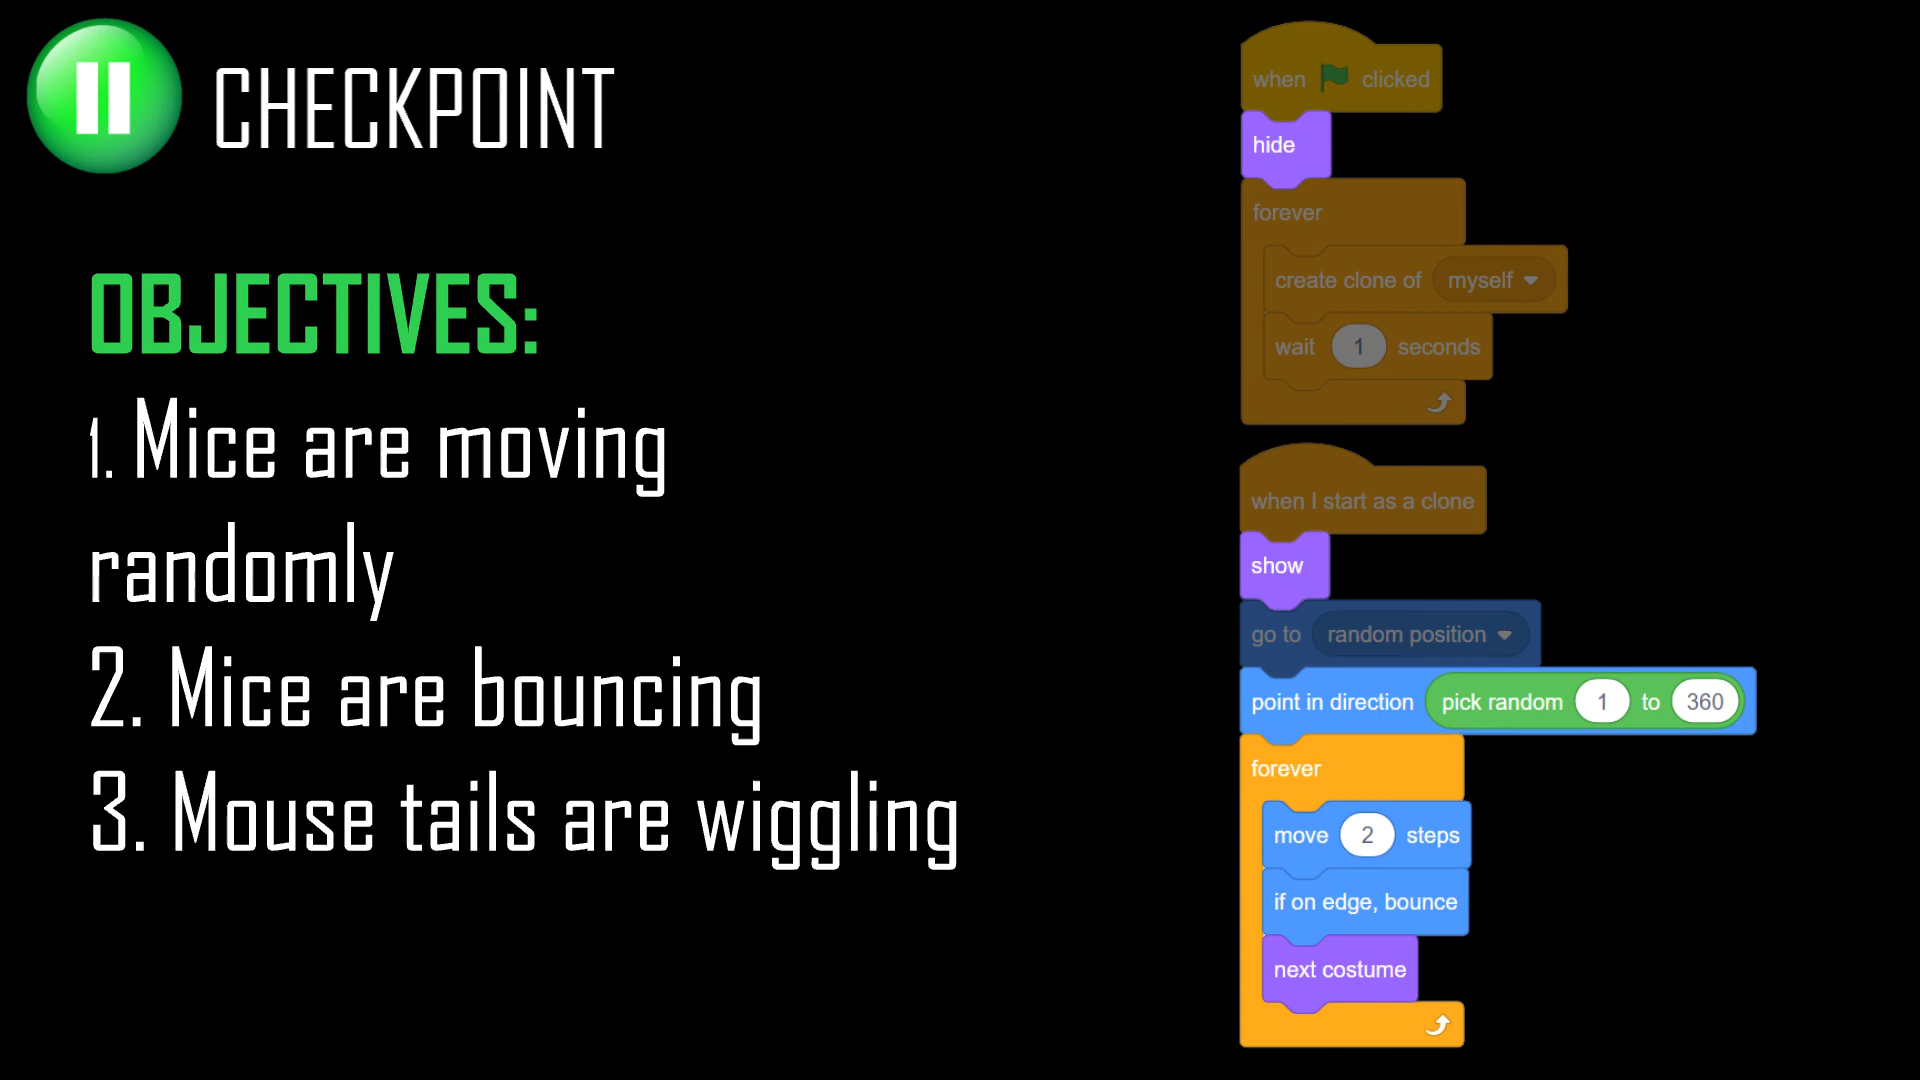 CHECKPOINT
OBJECTIVES:
1. Mice are moving
randomly
2. Mice are bouncing
3. Mouse tails are wiggling
when clicked
hide
forever
create clone of myself
wait 1 seconds
when I start as a clone
show
go to random position
point in direction pick random 1 to 360
forever
move 2 steps
if on edge, bounce
next costume